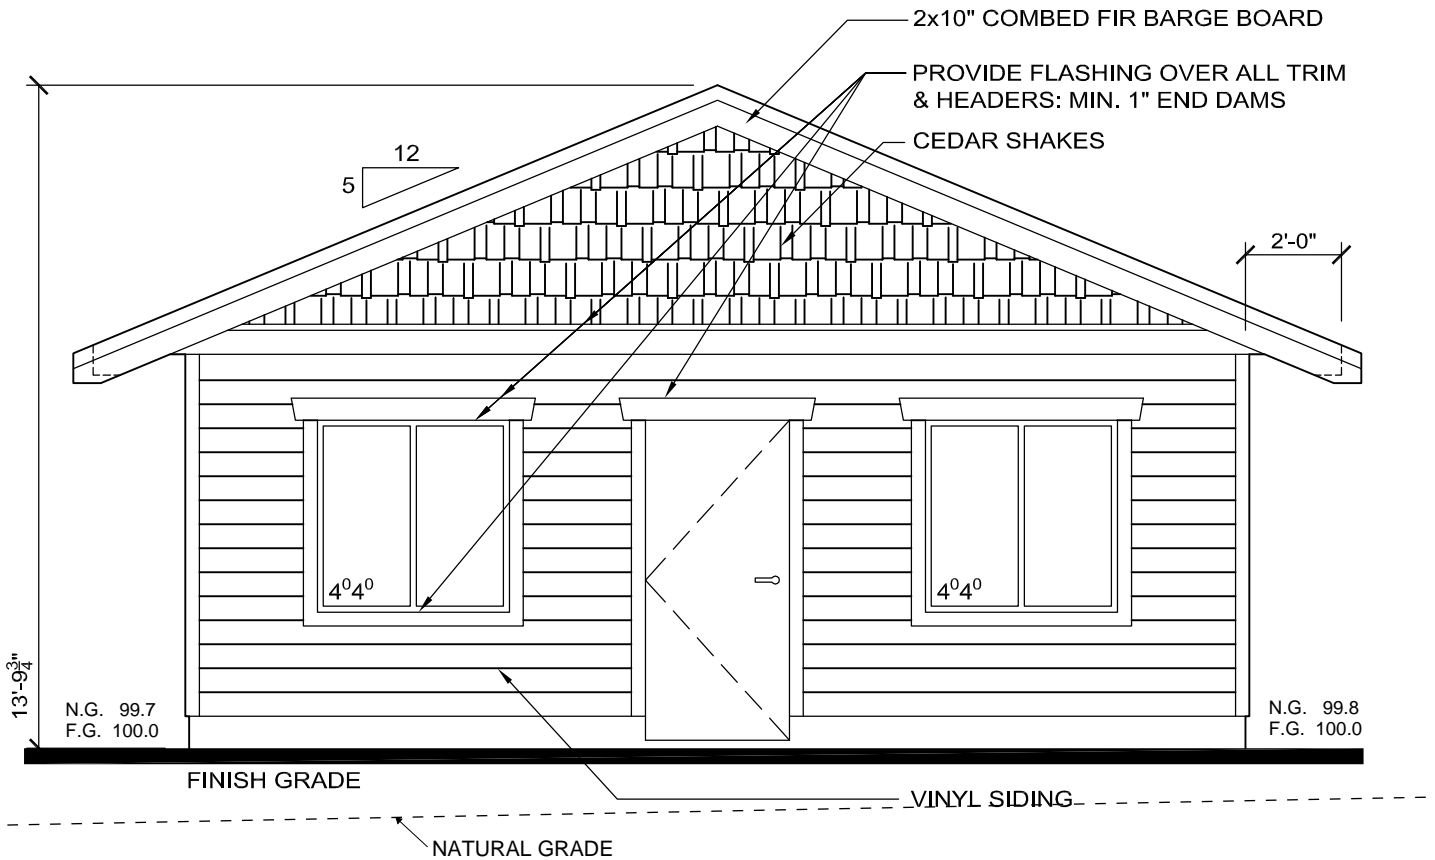 2x10" COMBED FIR BARGE BOARD
PROVIDE FLASHING OVER ALL TRIM
& HEADERS: MIN. 1" END DAMS
CEDAR SHAKES
12
5
2'-0"
4⁰4⁰
4⁰4⁰
13'-9¾"
N.G. 99.7
F.G. 100.0
N.G. 99.8
F.G. 100.0
FINISH GRADE
VINYL SIDING
NATURAL GRADE